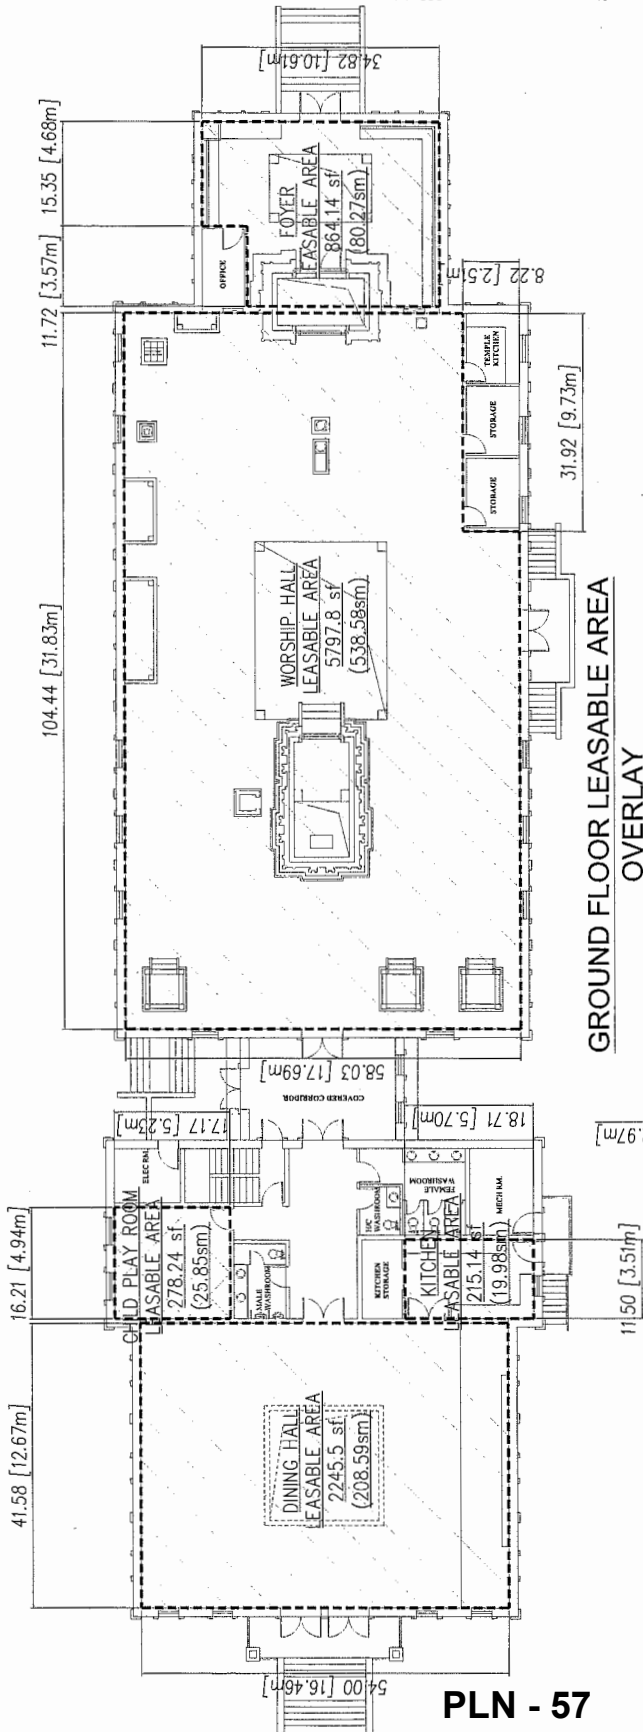 34.82 [10.61m]
15.35 [4.68m]
11.72 [3.57m]
OFFICE
FOYER
LEASABLE AREA
864.14 sf
(80.27sm)
8.22 [2.51m]
TEMPLE
KITCHEN
STORAGE
STORAGE
31.92 [9.73m]
104.44 [31.83m]
WORSHIP HALL
LEASABLE AREA
5797.8 sf
(538.58sm)
58.03 [17.69m]
COVERED CORRIDOR
GROUND FLOOR LEASABLE AREA
OVERLAY
17.17 [5.23m]
18.71 [5.70m]
ELEC RM.
16.21 [4.94m]
CHILD PLAY ROOM
LEASABLE AREA
278.24 sf
(25.85sm)
MALE
WASHROOM
H/C
WASHROOM
KITCHEN
STORAGE
FEMALE
WASHROOM
MECH RM.
KITCHEN
LEASABLE AREA
215.14 sf
(19.98sm)
11.50 [3.51m]
41.58 [12.67m]
DINING HALL
LEASABLE AREA
2245.5 sf
(208.59sm)
54.00 [16.46m]
PLN - 57